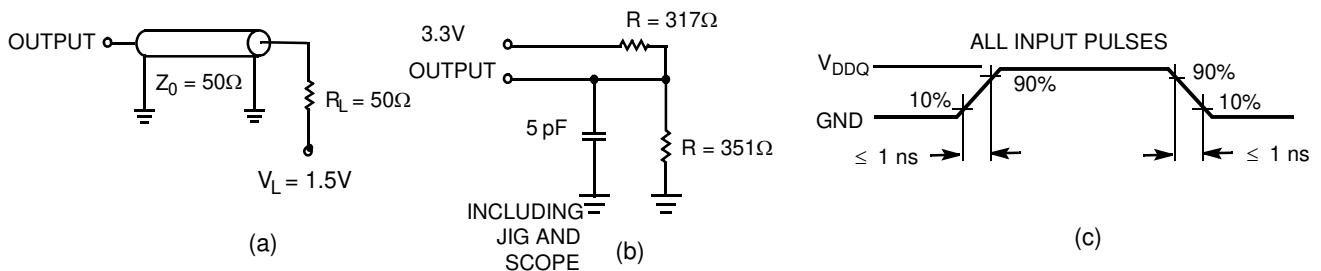 OUTPUT
Z0 = 50Ω
RL = 50Ω
VL = 1.5V
(a)
R = 317Ω
3.3V
OUTPUT
5 pF
R = 351Ω
INCLUDING
JIG AND
SCOPE
(b)
ALL INPUT PULSES
VDDQ
GND
10%
90%
90%
10%
≤ 1 ns
≤ 1 ns
(c)